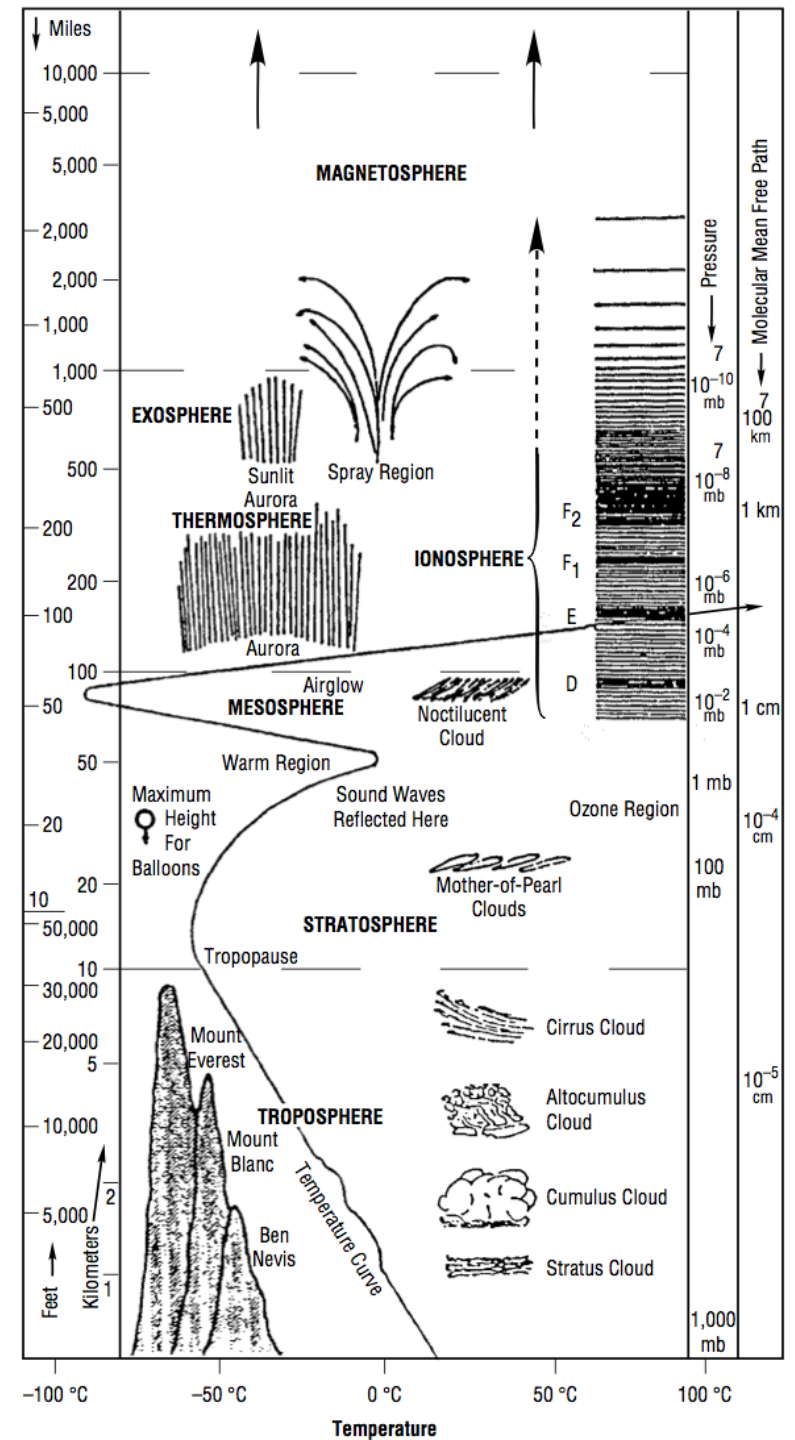 Miles
10,000
5,000
5,000
MAGNETOSPHERE
2,000
2,000
1,000
1,000
500
EXOSPHERE
500
Sunlit
Aurora
Spray Region
THERMOSPHERE
200
IONOSPHERE
200
100
Aurora
100
Airglow
50
MESOSPHERE
Noctilucent
Cloud
F2
F1
E
D
50
Warm Region
Maximum
Height
For
Balloons
Sound Waves
Reflected Here
Ozone Region
20
20
Mother-of-Pearl
Clouds
10
50,000
STRATOSPHERE
Tropopause
10
30,000
Mount
Everest
20,000
5
Cirrus Cloud
Altocumulus
Cloud
10,000
TROPOSPHERE
Mount
Blanc
2
5,000
Cumulus Cloud
Ben
Nevis
Temperature Curve
1
Stratus Cloud
Feet
Kilometers
Pressure
7
10–10
mb
7
10–8
mb
10–6
mb
10–4
mb
10–2
mb
1 mb
100
mb
1,000
mb
Molecular Mean Free Path
7
100
km
1 km
1 cm
10–4
cm
10–5
cm
–100 °C
–50 °C
0 °C
50 °C
100 °C
Temperature